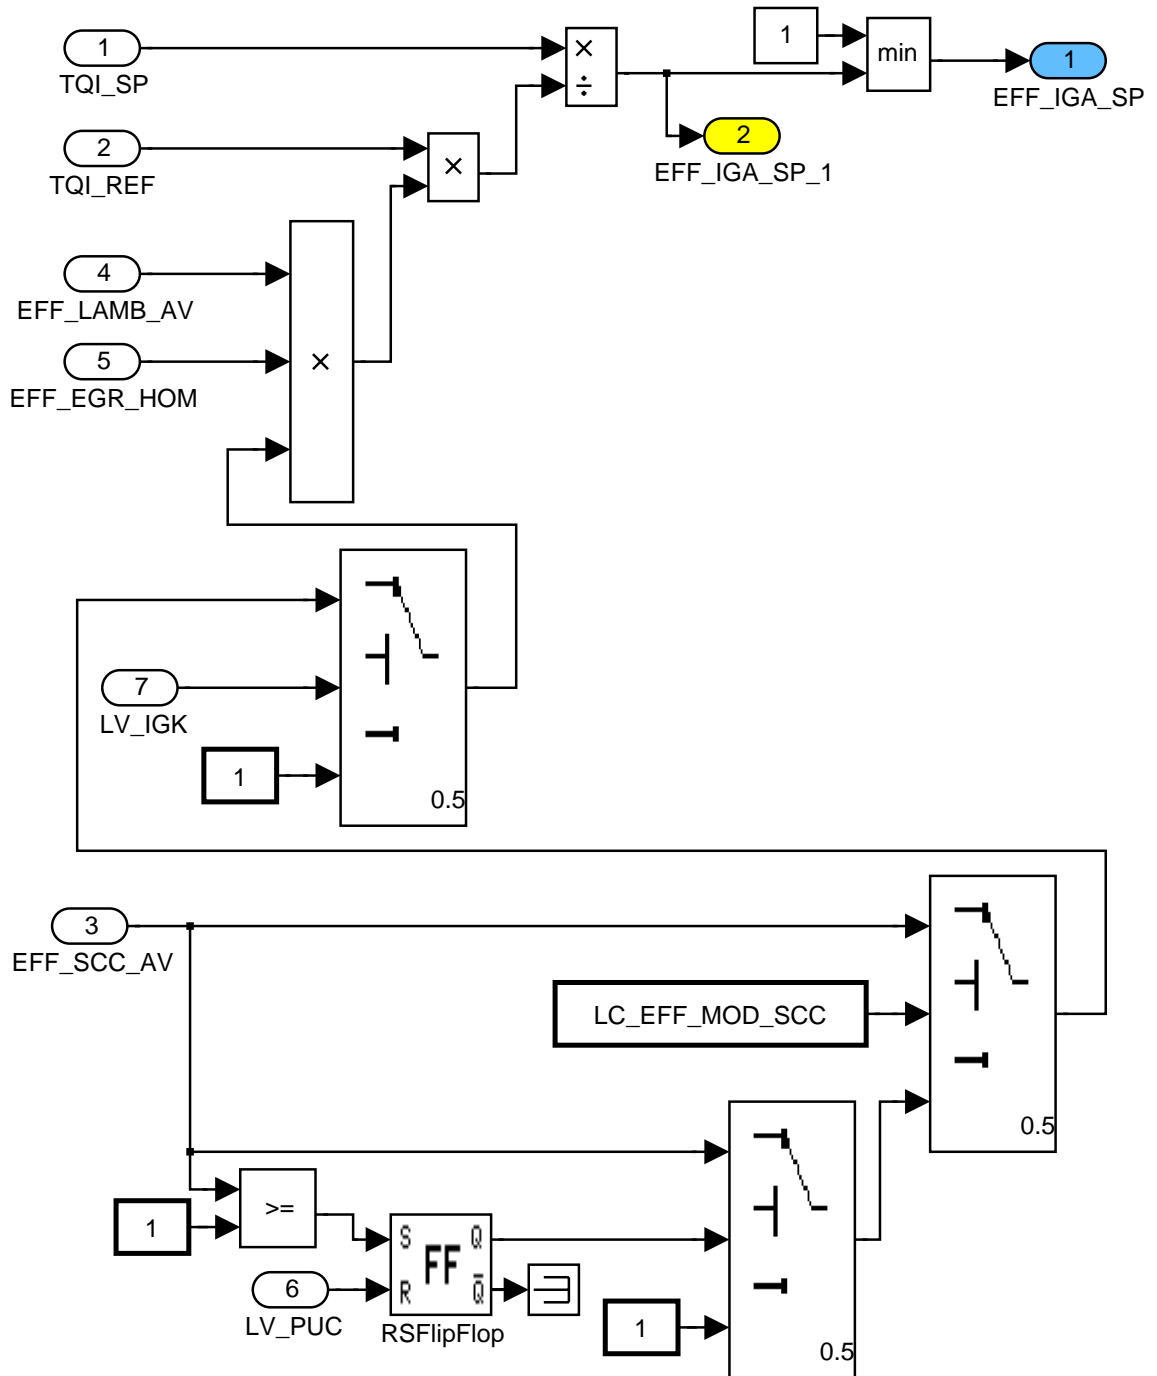 1
TQI_SP
×
÷
1
min
1
EFF_IGA_SP
2
EFF_IGA_SP_1
2
TQI_REF
×
4
EFF_LAMB_AV
5
EFF_EGR_HOM
×
7
LV_IGK
1
0.5
3
EFF_SCC_AV
LC_EFF_MOD_SCC
0.5
1
>=
S Q
FF
R Q̅
6
LV_PUC
RSFlipFlop
1
0.5